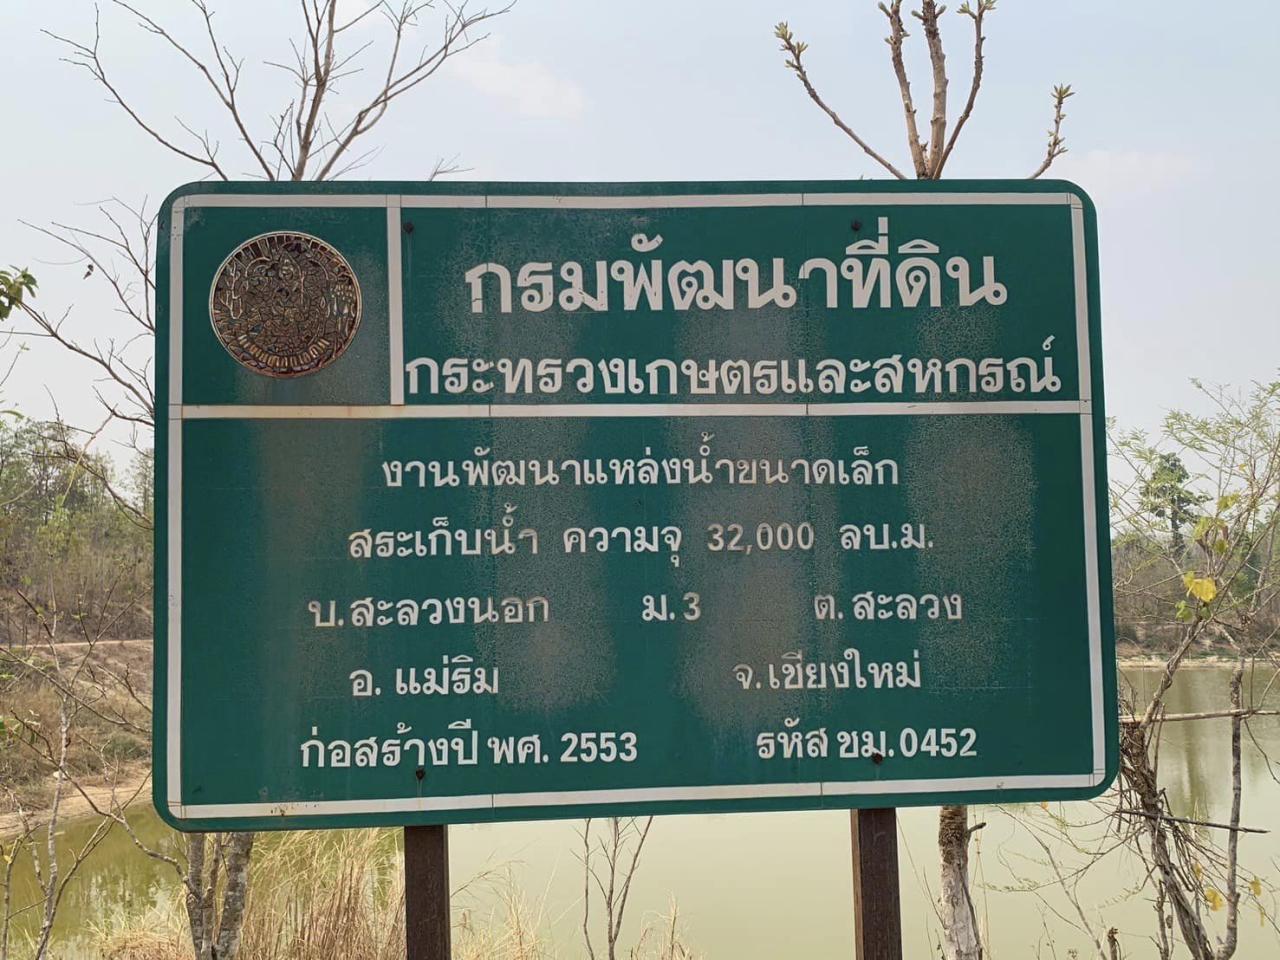 กรมพัฒนาที่ดิน
กระทรวงเกษตรและสหกรณ์
งานพัฒนาแหล่งน้ำขนาดเล็ก
สระเก็บน้ำ ความจุ 32,000 ลบ.ม.
บ.สะลวงนอก ม.3 ต.สะลวง
อ. แม่ริม จ.เชียงใหม่
ก่อสร้างปี พศ. 2553 รหัส ชม.0452